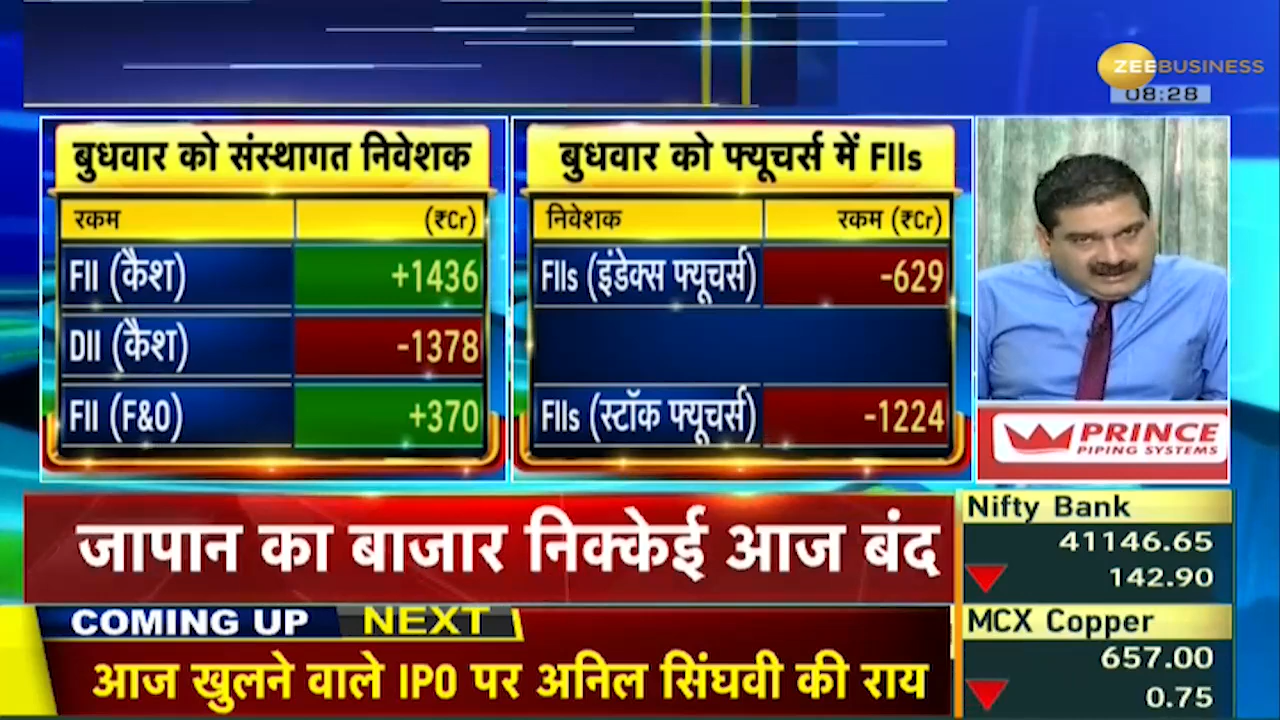 ZEEBUSINESS
08:28
बुधवार को संस्थागत निवेशक
रकम (₹Cr)
FII (कैश) +1436
DII (कैश) -1378
FII (F&O) +370
बुधवार को फ्यूचर्स में FIIs
निवेशक रकम (₹Cr)
FIIs (इंडेक्स फ्यूचर्स) -629
FIIs (स्टॉक फ्यूचर्स) -1224
PRINCE
PIPING SYSTEMS
जापान का बाजार निक्केई आज बंद
Nifty Bank
41146.65
142.90
COMING UP NEXT
आज खुलने वाले IPO पर अनिल सिंघवी की राय
MCX Copper
657.00
0.75